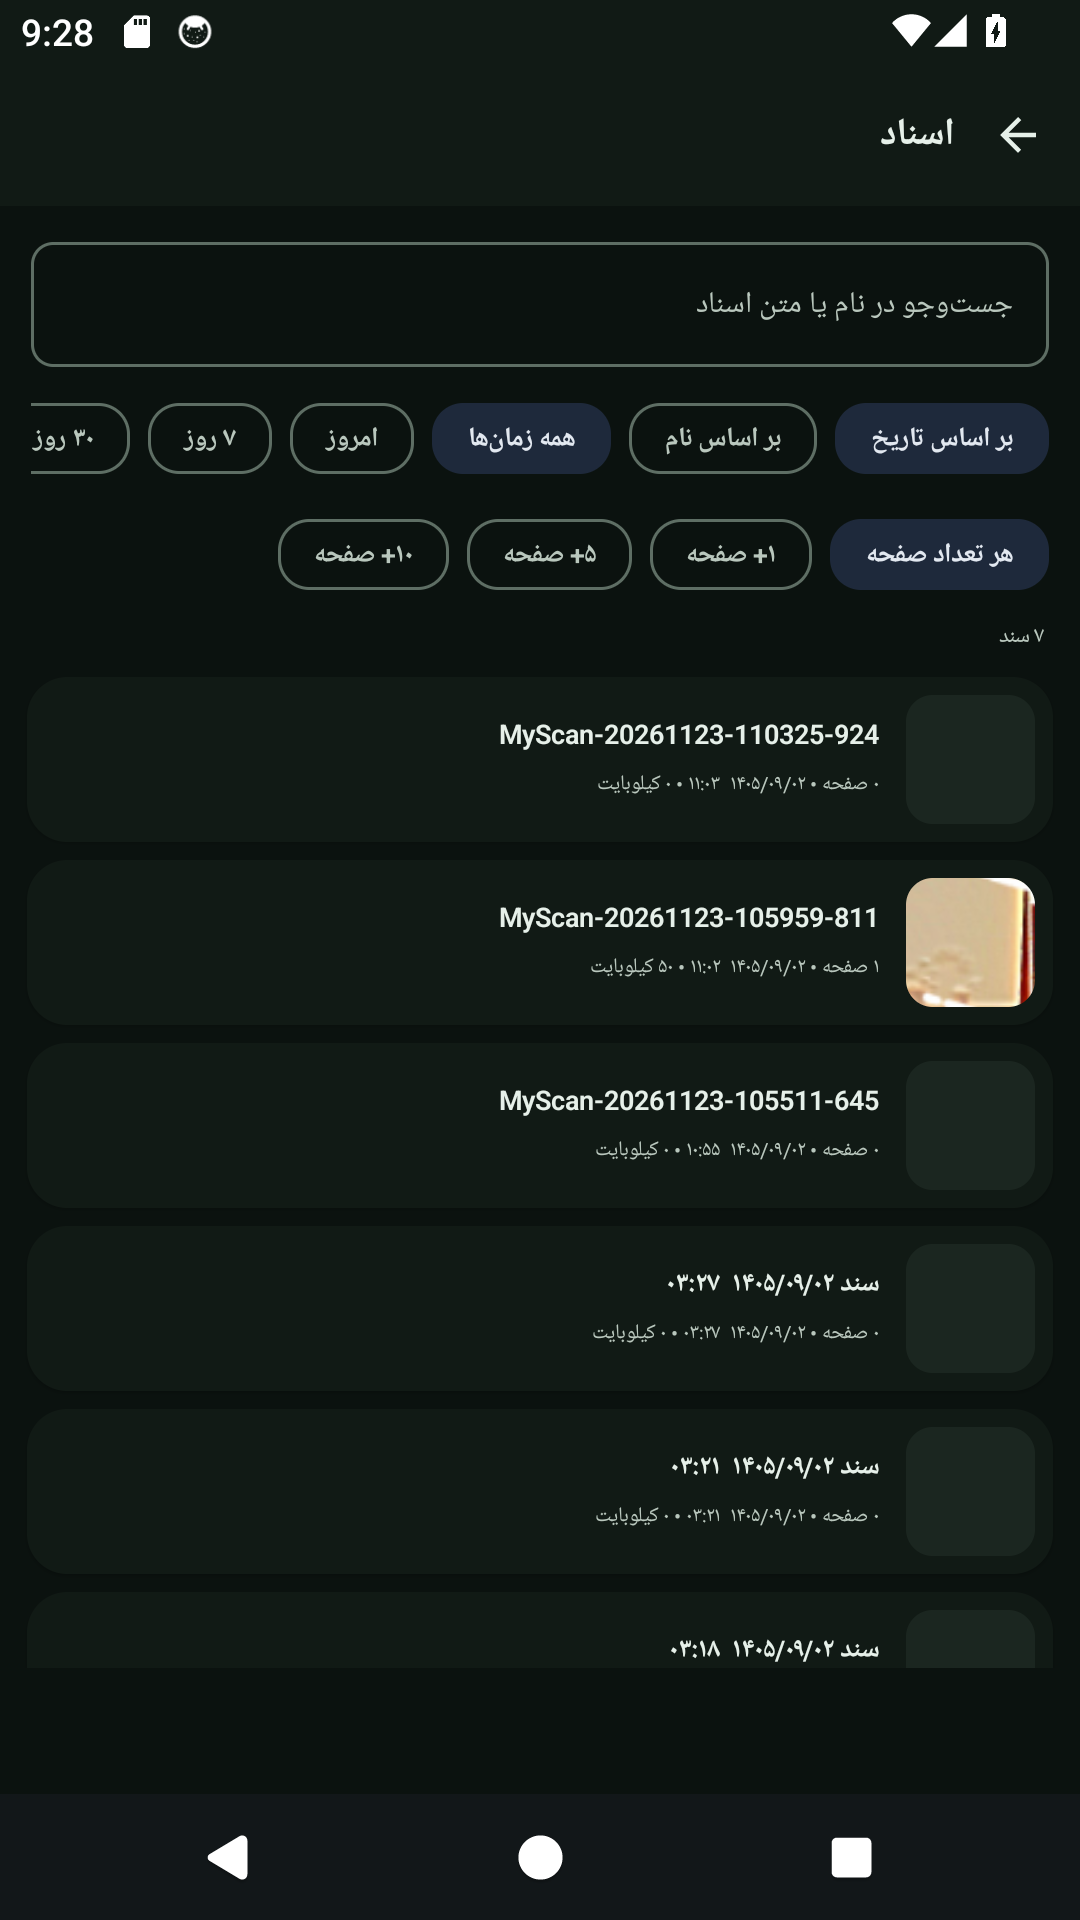 9:28
اسناد
جست‌وجو در نام یا متن اسناد
بر اساس تاریخ
بر اساس نام
همه زمان‌ها
امروز
۷ روز
۳۰ روز
هر تعداد صفحه
۱+ صفحه
۵+ صفحه
۱۰+ صفحه
۷ سند
MyScan-20261123-110325-924
۰ صفحه • ۱۴۰۵/۰۹/۰۲ ۱۱:۰۳ • ۰ کیلوبایت
MyScan-20261123-105959-811
۱ صفحه • ۱۴۰۵/۰۹/۰۲ ۱۱:۰۲ • ۵۰ کیلوبایت
MyScan-20261123-105511-645
۰ صفحه • ۱۴۰۵/۰۹/۰۲ ۱۰:۵۵ • ۰ کیلوبایت
سند ۱۴۰۵/۰۹/۰۲ ۰۳:۲۷
۰ صفحه • ۱۴۰۵/۰۹/۰۲ ۰۳:۲۷ • ۰ کیلوبایت
سند ۱۴۰۵/۰۹/۰۲ ۰۳:۲۱
۰ صفحه • ۱۴۰۵/۰۹/۰۲ ۰۳:۲۱ • ۰ کیلوبایت
سند ۱۴۰۵/۰۹/۰۲ ۰۳:۱۸